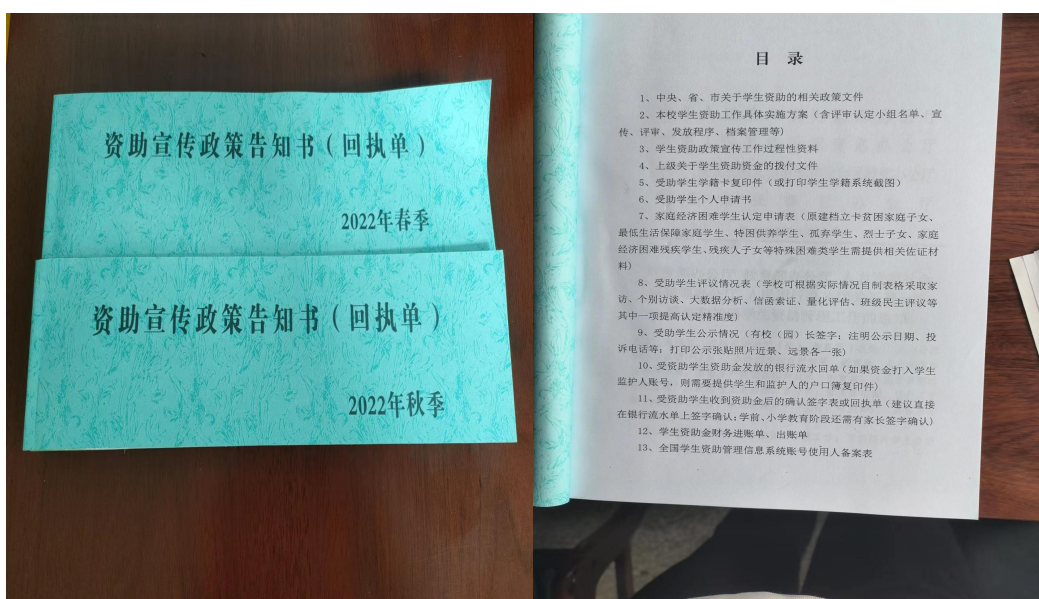 资助宣传政策告知书（回执单）
2022年春季
资助宣传政策告知书（回执单）
2022年秋季
目 录
1、中央、省、市关于学生资助的相关政策文件
2、本校学生资助工作具体实施方案（含评审认定小组名单、宣
传、评审、发放程序、档案管理等）
3、学生资助政策宣传工作过程性资料
4、上级关于学生资助资金的拨付文件
5、受助学生学籍卡复印件（或打印学生学籍系统截图）
6、受助学生个人申请书
7、家庭经济困难学生认定申请表（原建档立卡贫困家庭子女、
最低生活保障家庭学生、特困供养学生、孤弃学生、烈士子女、家庭
经济困难残疾学生、残疾人子女等特殊困难类学生需提供相关佐证材
料）
8、受助学生评议情况表（学校可根据实际情况自制表格采取家
访、个别访谈、大数据分析、信函索证、量化评估、班级民主评议等
其中一项提高认定精准度）
9、受助学生公示情况（有校（园）长签字；注明公示日期、投
诉电话等；打印公示张贴照片近景、远景各一张）
10、受资助学生资助金发放的银行流水回单（如果资金打入学生
监护人账号，则需要提供学生和监护人的户口簿复印件）
11、受资助学生收到资助金后的确认签字表或回执单（建议直接
在银行流水单上签字确认；学前、小学教育阶段还需有家长签字确认）
12、学生资助金财务进账单、出账单
13、全国学生资助管理信息系统账号使用人备案表